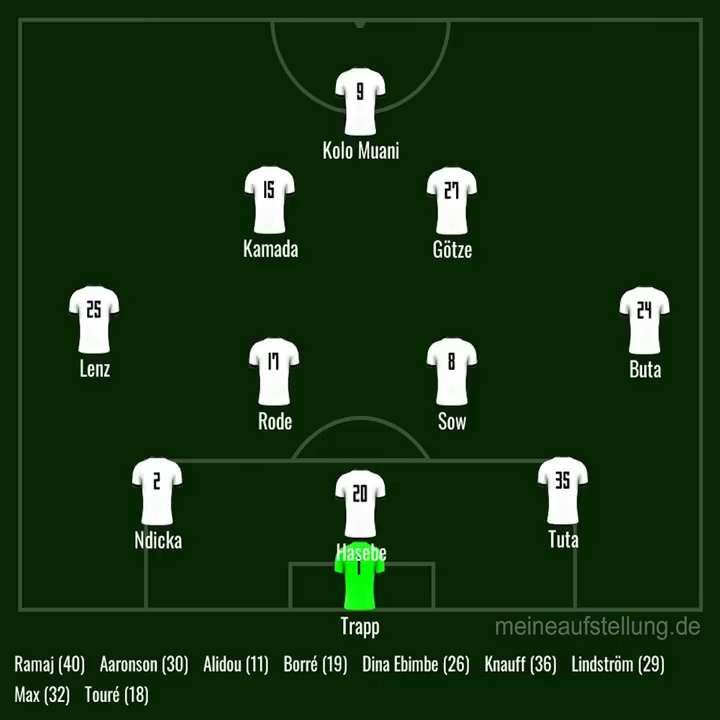 9
Kolo Muani
15 27
Kamada Götze
25 24
Lenz Buta
17 8
Rode Sow
2 20 35
Ndicka Hasebe Tuta
1
Trapp
meineaufstellung.de
Ramaj (40) Aaronson (30) Alidou (11) Borré (19) Dina Ebimbe (26) Knauff (36) Lindström (29)
Max (32) Touré (18)